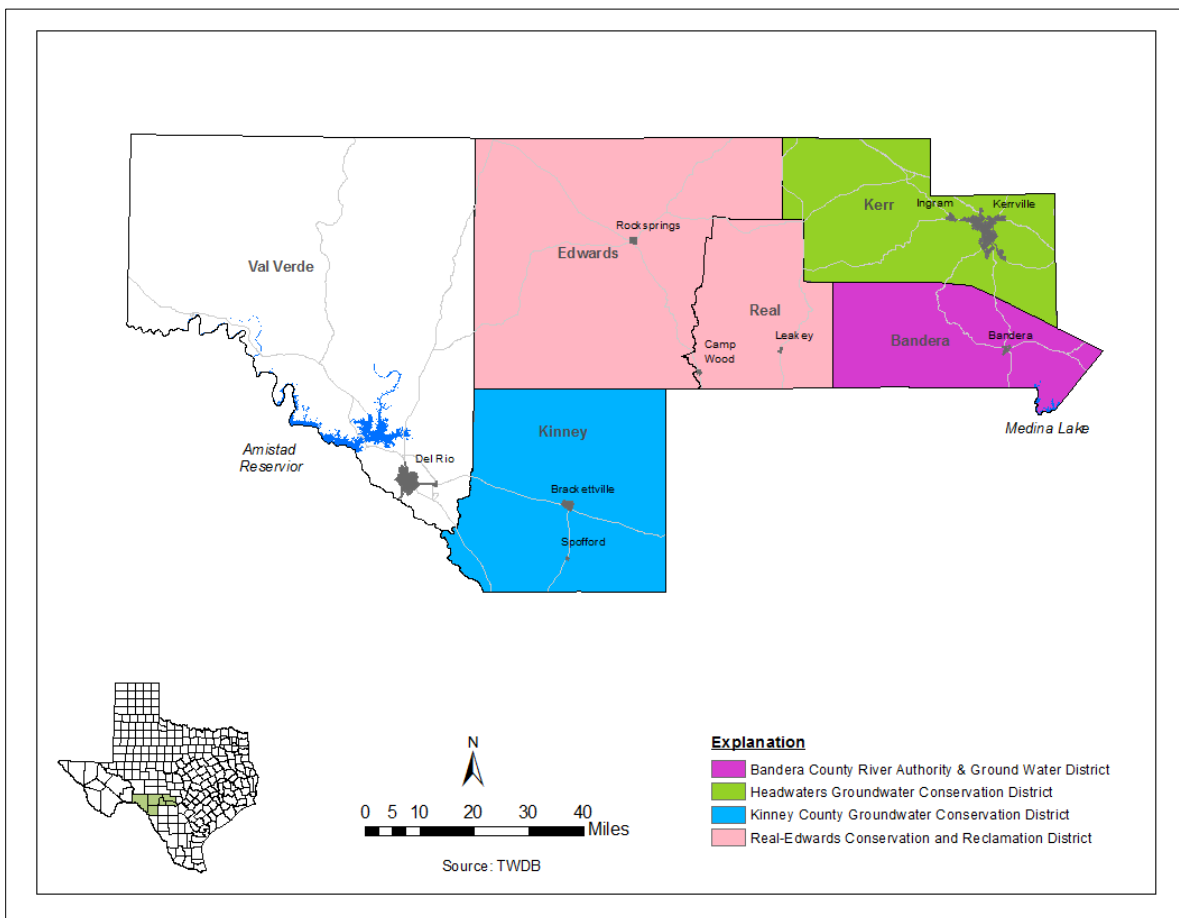 Kerr
Ingram
Kerrville
Rocksprings
Val Verde
Edwards
Real
Camp
Wood
Leakey
Bandera
Bandera
Medina Lake
Kinney
Amistad
Reservior
Del Rio
Brackettville
Spofford
N
0 5 10 20 30 40
Miles
Source: TWDB
Explanation
Bandera County River Authority & Ground Water District
Headwaters Groundwater Conservation District
Kinney County Groundwater Conservation District
Real-Edwards Conservation and Reclamation District